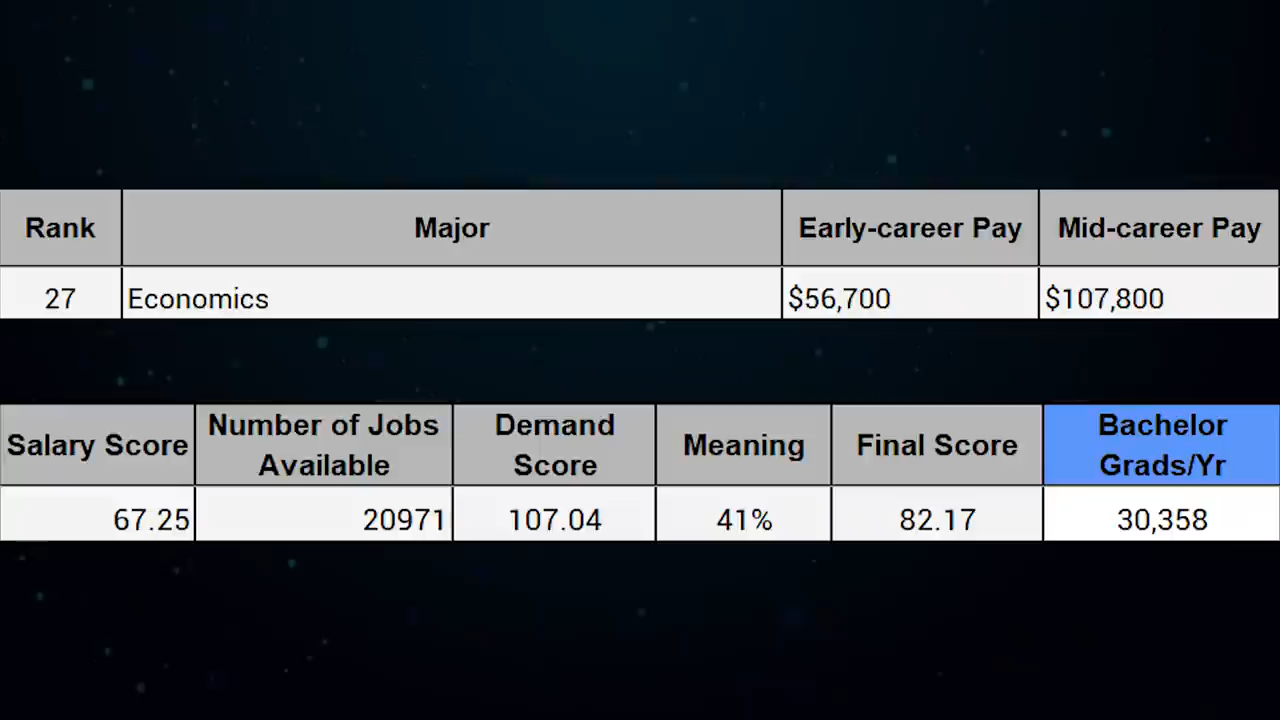 Rank Major Early-career Pay Mid-career Pay
27 Economics $56,700 $107,800
Salary Score Number of Jobs Available Demand Score Meaning Final Score Bachelor Grads/Yr
67.25 20971 107.04 41% 82.17 30,358